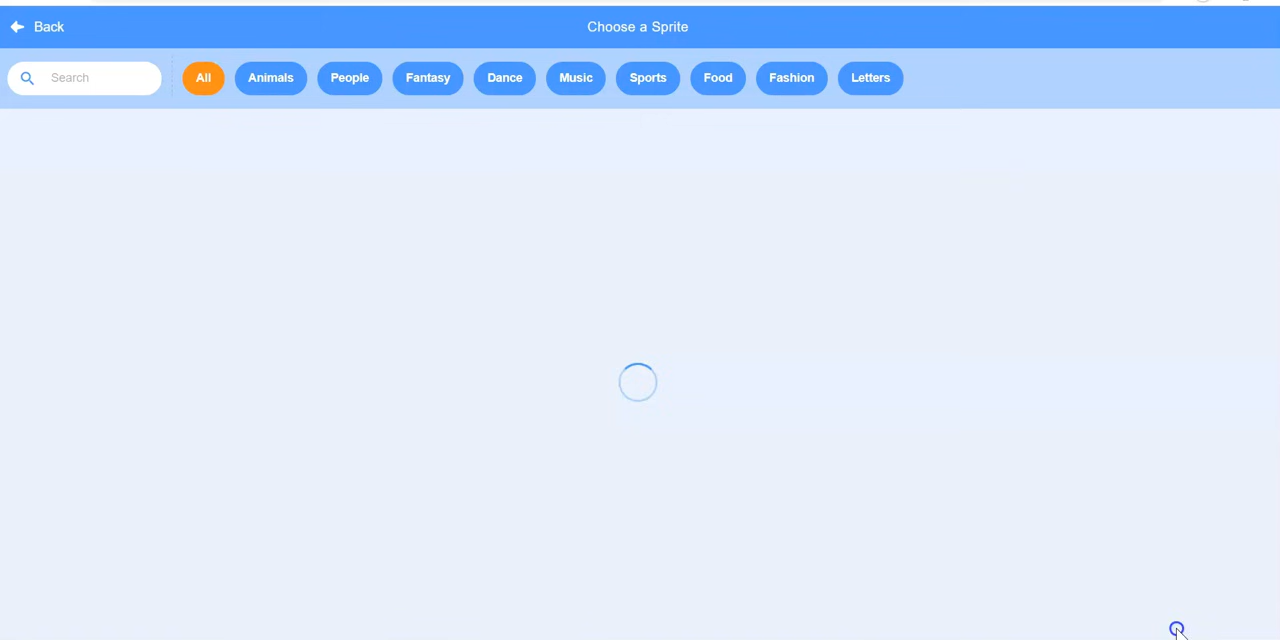 Back
Choose a Sprite
Search
All
Animals
People
Fantasy
Dance
Music
Sports
Food
Fashion
Letters